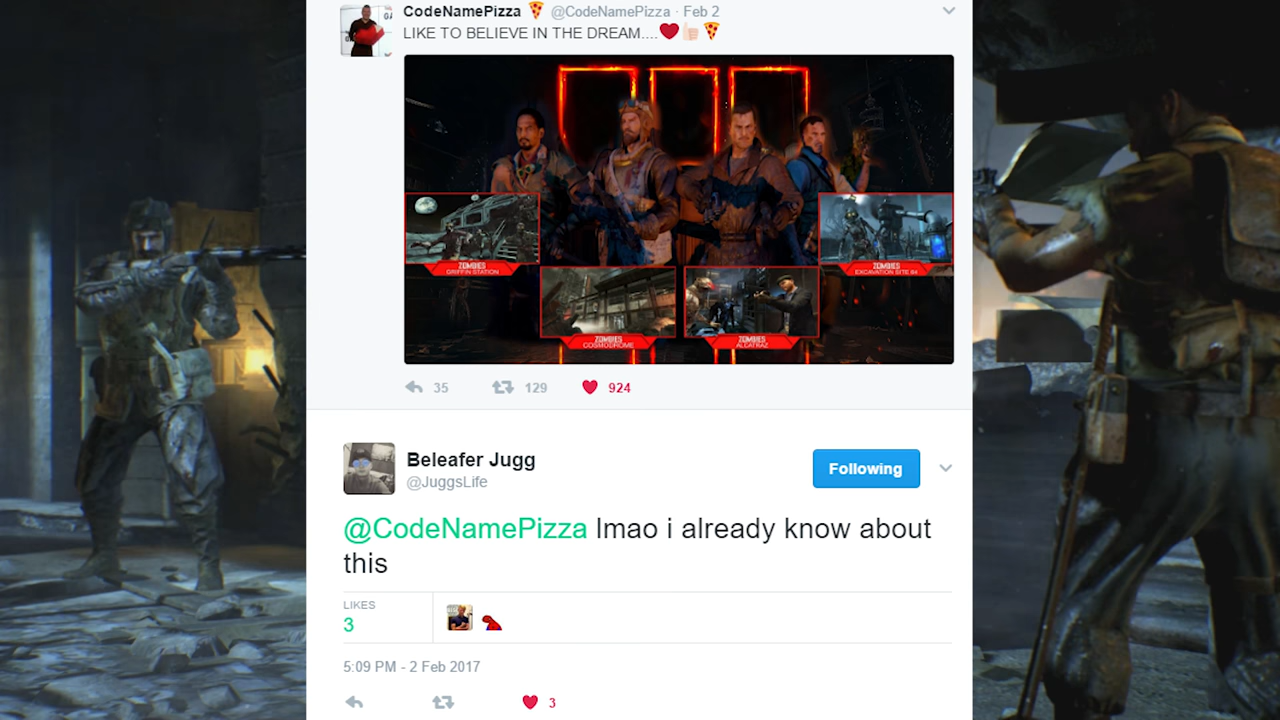 CodeNamePizza 🍕 @CodeNamePizza · Feb 2
LIKE TO BELIEVE IN THE DREAM....❤👍🍕
ZOMBIES
GRIFFIN STATION
ZOMBIES
EXCAVATION SITE 64
ZOMBIES
COSMODROME
ZOMBIES
ALCATRAZ
35 129 924
Beleafer Jugg
@JuggsLife
Following
@CodeNamePizza lmao i already know about
this
LIKES
3
5:09 PM - 2 Feb 2017
3